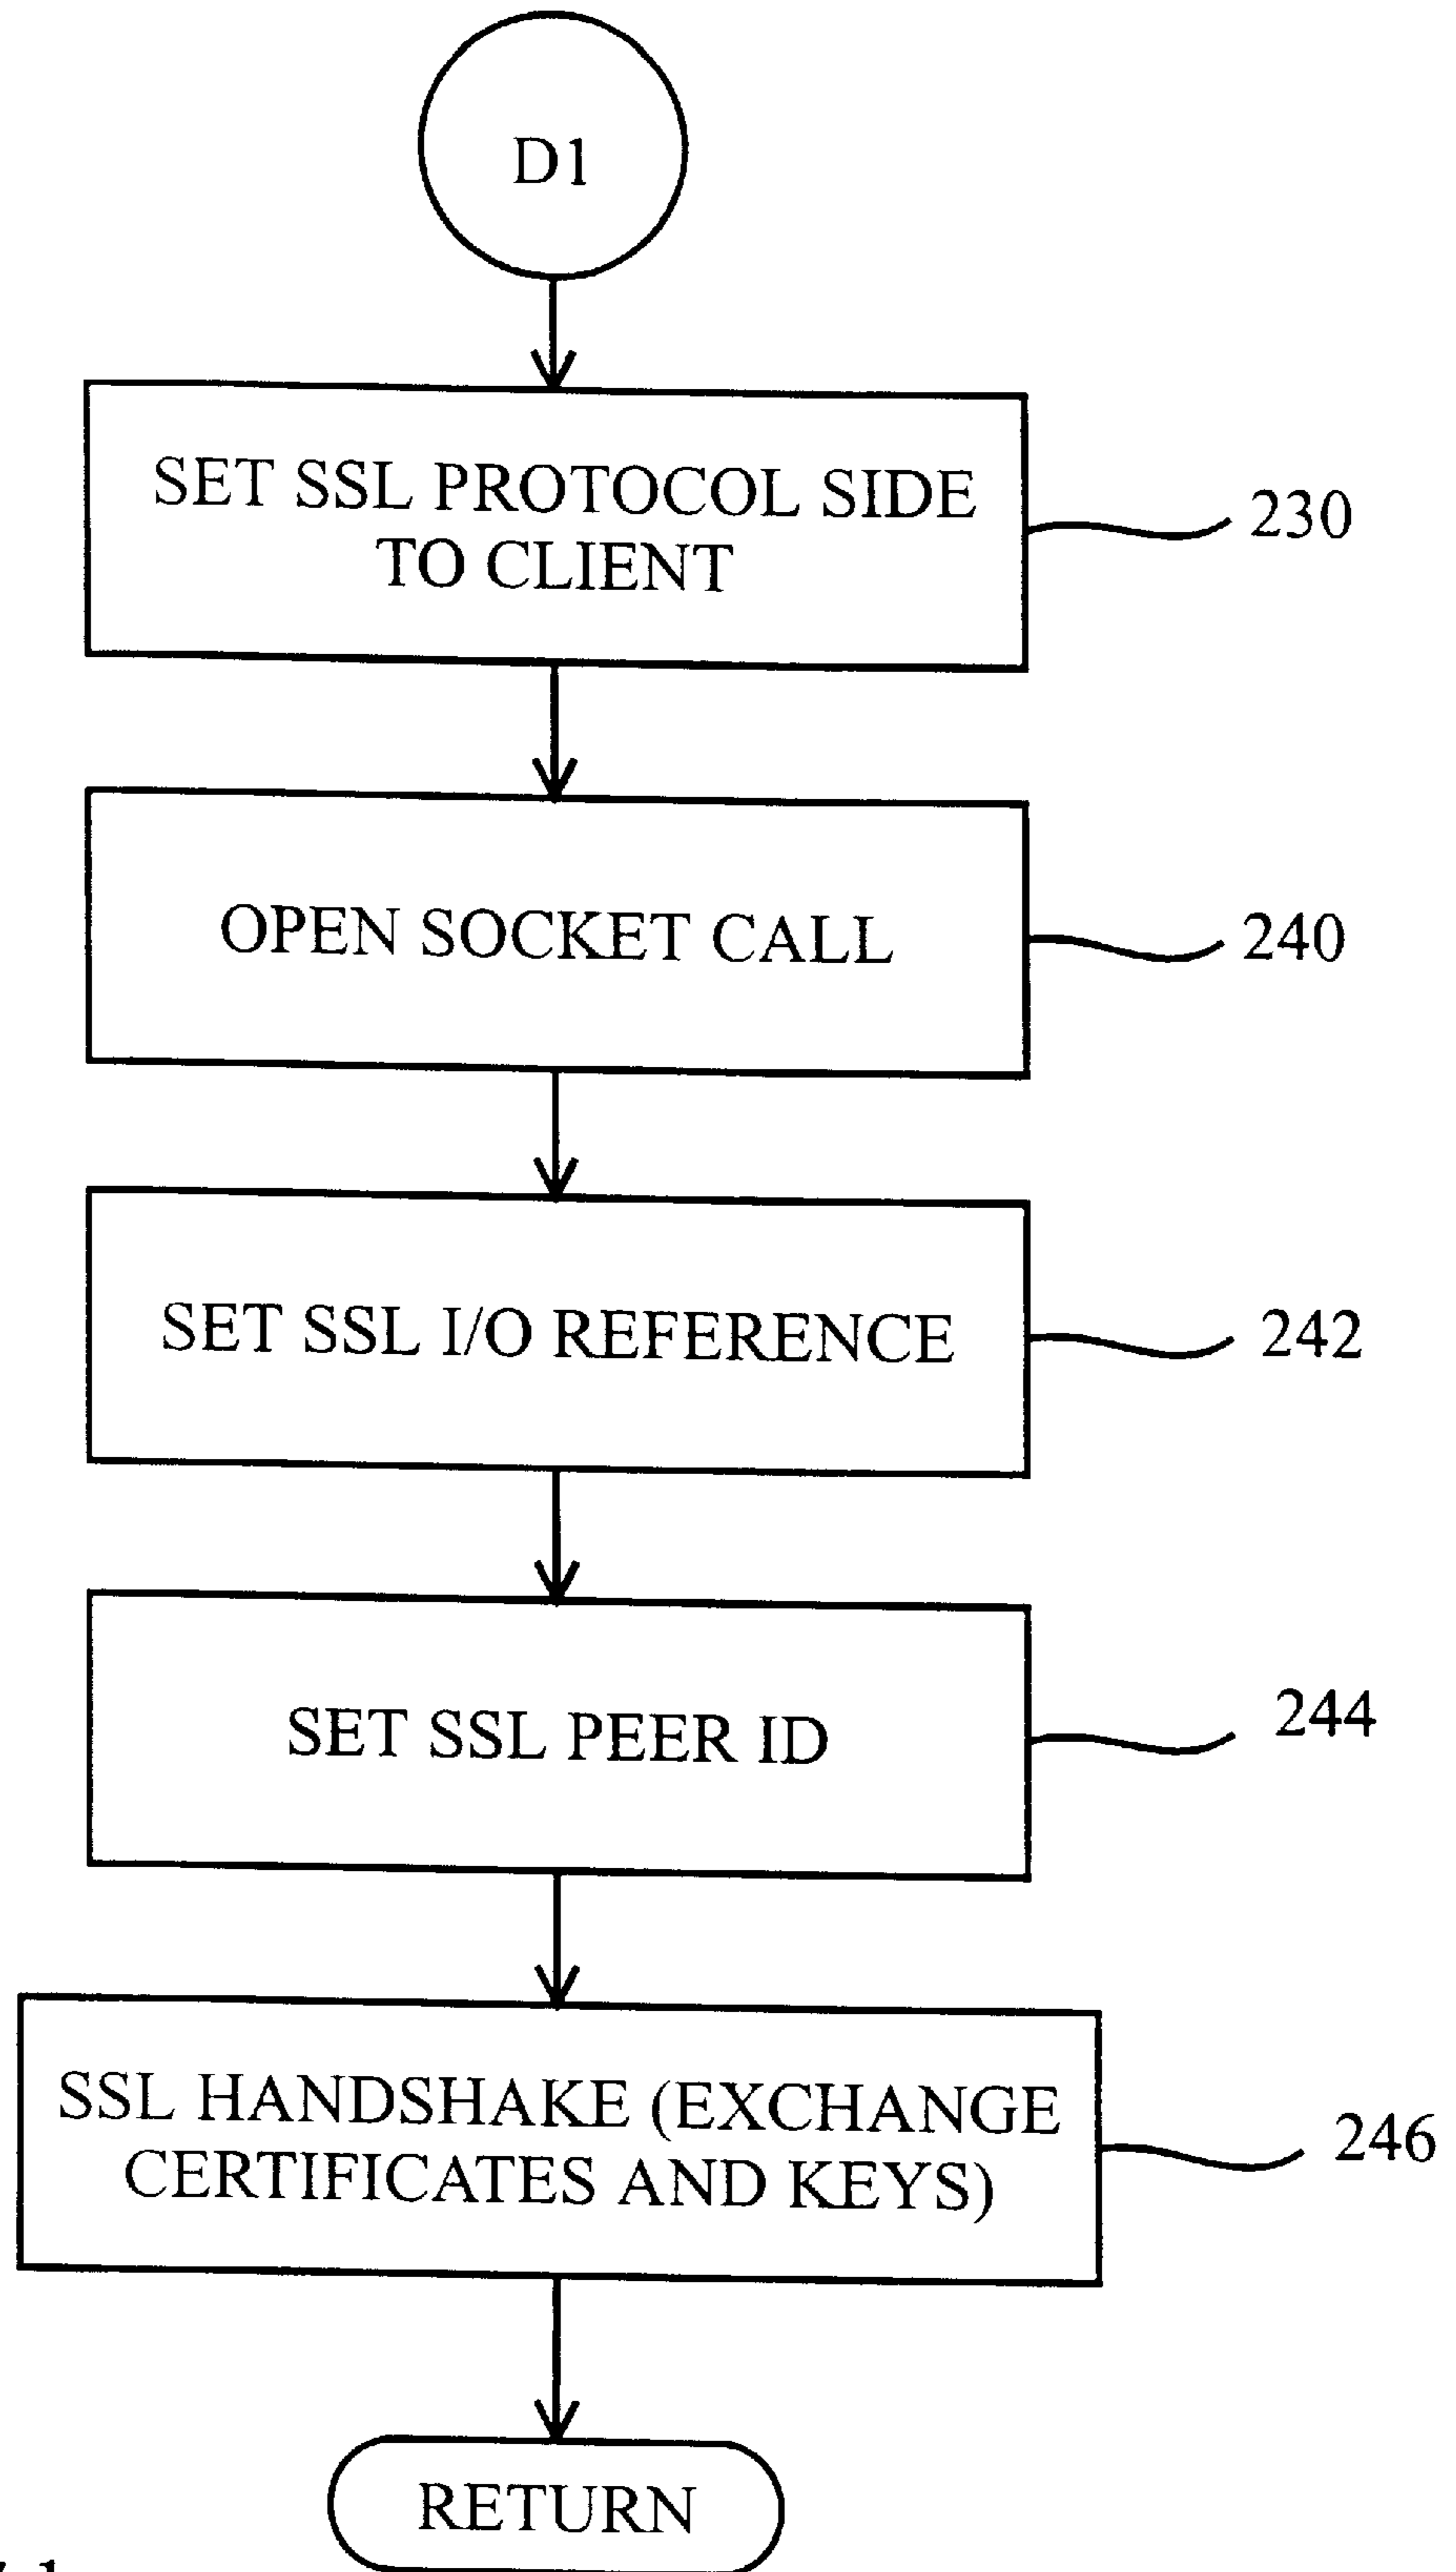 D1
SET SSL PROTOCOL SIDE
TO CLIENT
230
OPEN SOCKET CALL
240
SET SSL I/O REFERENCE
242
SET SSL PEER ID
244
SSL HANDSHAKE (EXCHANGE
CERTIFICATES AND KEYS)
246
RETURN